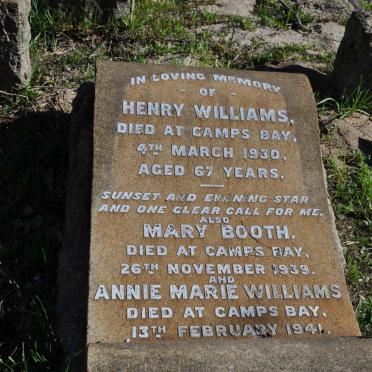 IN LOVING MEMORY
OF
HENRY WILLIAMS,
DIED AT CAMPS BAY,
4TH MARCH 1930.
AGED 67 YEARS.
SUNSET AND EVENING STAR
AND ONE CLEAR CALL FOR ME.
ALSO
MARY BOOTH.
DIED AT CAMPS BAY,
26TH NOVEMBER 1939.
AND
ANNIE MARIE WILLIAMS
DIED AT CAMPS BAY,
13TH FEBRUARY 1941.